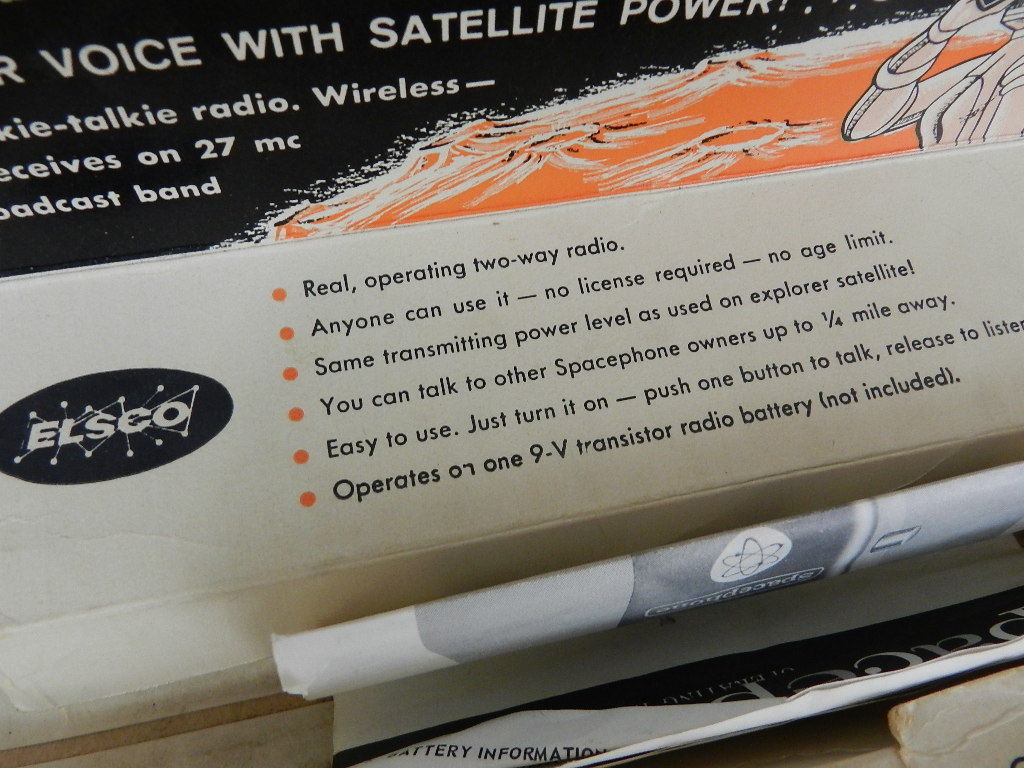 R VOICE WITH SATELLITE POWER!...
kie-talkie radio. Wireless—
eceives on 27 mc
oadcast band
Real, operating two-way radio.
Anyone can use it — no license required — no age limit.
Same transmitting power level as used on explorer satellite!
You can talk to other Spacephone owners up to ¼ mile away.
Easy to use. Just turn it on — push one button to talk, release to listen
Operates on one 9-V transistor radio battery (not included).
ELSCO
spacephone
OPERATING
BATTERY INFORMATION